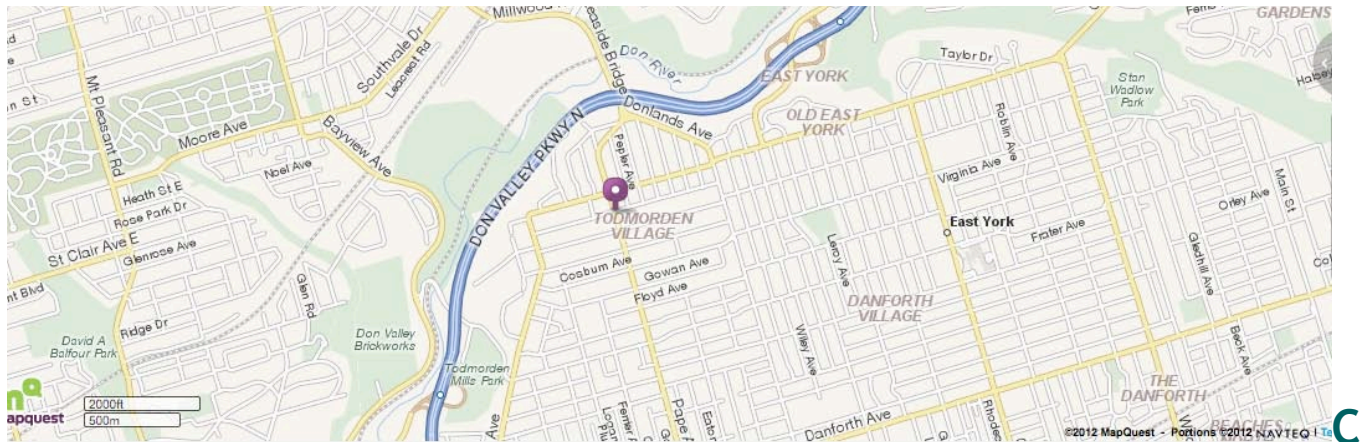 GARDENS
Millwood
Southvale Dr
Leacrest Rd
Don River
EAST YORK
Taylor Dr
Stan
Wadlow
Park
Halsey
Mt Pleasant Rd
Moore Ave
Bayview Ave
Noel Ave
DON VALLEY PKWY N
Donlands Ave
OLD EAST
YORK
Pepler Ave
Roblin Ave
Virginia Ave
Main St
Heath St E
Rose Park Dr
St Clair Ave E
Glenrose Ave
TODMORDEN
VILLAGE
East York
Frater Ave
Cosburn Ave
Gowan Ave
Floyd Ave
Leroy Ave
Gledhill Ave
Glen Rd
DANFORTH
VILLAGE
Ridge Dr
David A
Balfour Park
Don Valley
Brickworks
Wiley Ave
Beck Ave
Todmorden
Mills Park
THE
DANFORTH
2000ft
500m
apquest
Pape A
Danforth Ave
BEACHES
©2012 MapQuest - Portions ©2012 NAVTEQ | Te
C